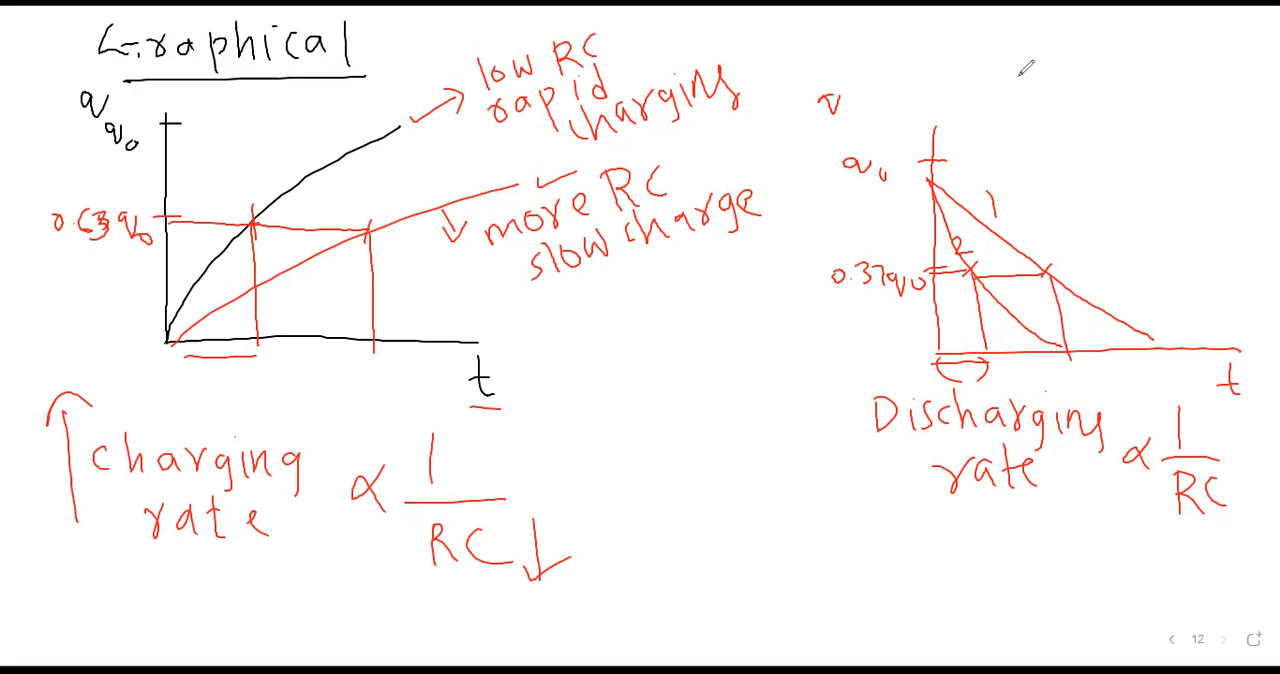 Graphical
q
q₀
0.63q₀
low RC
rapid
charging
more RC
slow charge
t
charging
rate ∝ 1/RC
q₀
1
2
0.37q₀
t
Discharging
rate ∝ 1/RC
12